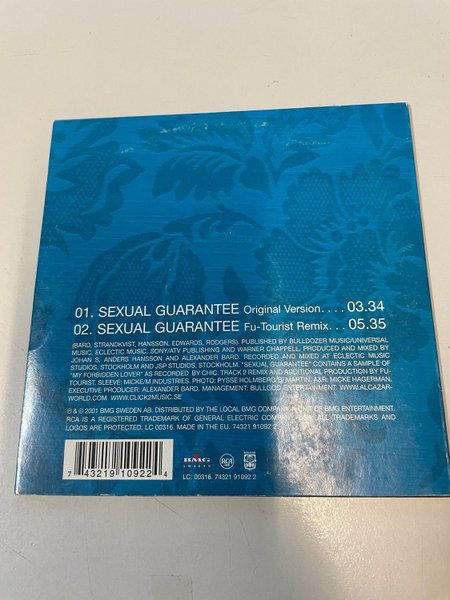 01. SEXUAL GUARANTEE Original Version. . . . 03.34
02. SEXUAL GUARANTEE Fu-Tourist Remix. . . 05.35
(BARD, STRANDKVIST, HANSSON, EDWARDS, RODGERS). PUBLISHED BY BULLDOZER MUSIC/UNIVERSAL
MUSIC, ECLECTIC MUSIC, SONY/ATV PUBLISHING AND WARNER CHAPPELL. PRODUCED AND MIXED BY
JOHAN S, ANDERS HANSSON AND ALEXANDER BARD. RECORDED AND MIXED AT ECLECTIC MUSIC
STUDIOS, STOCKHOLM AND JSP STUDIOS, STOCKHOLM. "SEXUAL GUARANTEE" CONTAINS A SAMPLE OF
"MY FORBIDDEN LOVER" AS RECORDED BY CHIC. TRACK 2 REMIX AND ADDITIONAL PRODUCTION BY FU-
TOURIST. SLEEVE: MICKE/M INDUSTRIES. PHOTO: PYSSE HOLMBERG/S. MARTIN. A&R: MICKE HAGERMAN.
EXECUTIVE PRODUCER: ALEXANDER BARD. MANAGEMENT: BULLGOD ENTERTAINMENT. WWW.ALCAZAR-
WORLD.COM, WWW.CLICK2MUSIC.SE
℗ & © 2001 BMG SWEDEN AB. DISTRIBUTED BY THE LOCAL BMG COMPANY A UNIT OF BMG ENTERTAINMENT.
RCA IS A REGISTERED TRADEMARK OF GENERAL ELECTRIC COMPANY, USA. ALL TRADEMARKS AND
LOGOS ARE PROTECTED. LC 00316. MADE IN THE EU. 74321 91092 2
7 43219 10922 4
BMG
SWEDEN
RCA
LC: 00316. 74321 91092 2